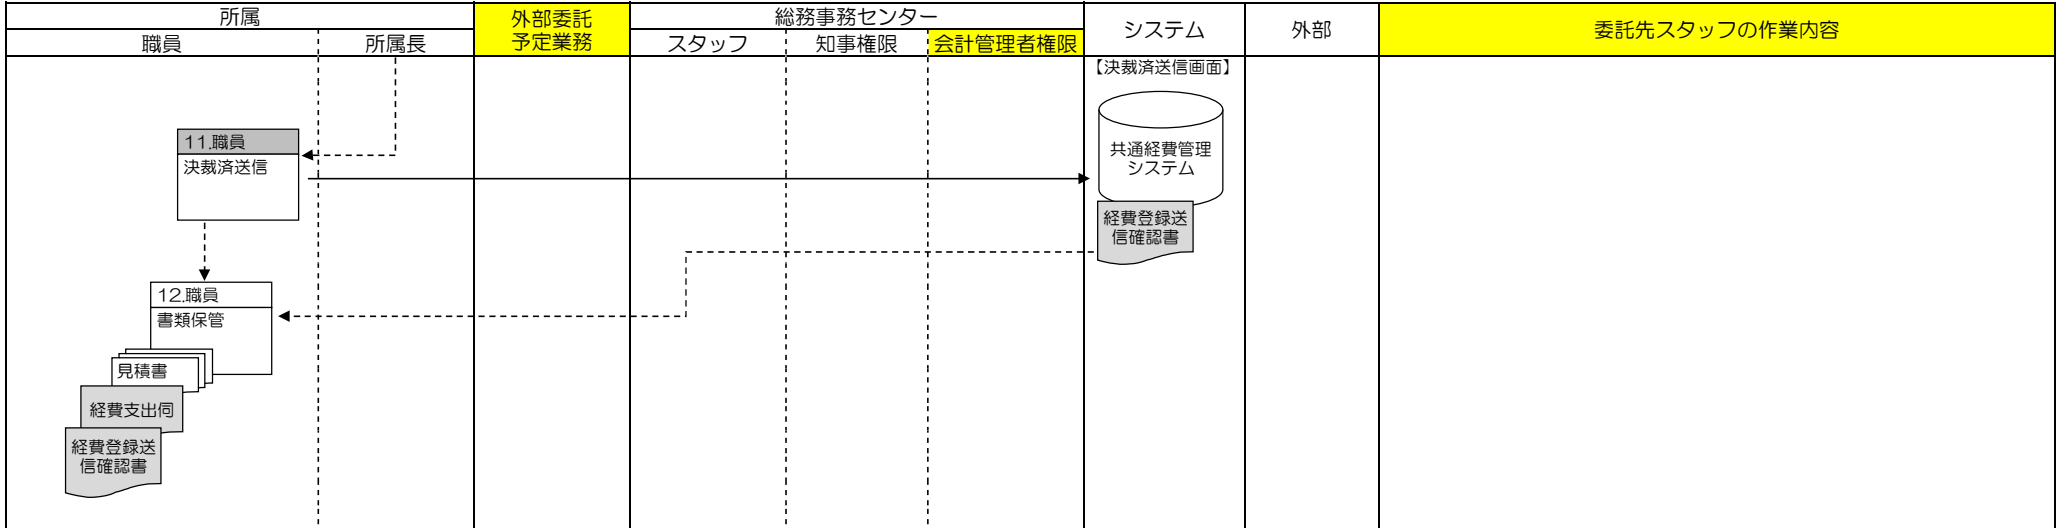 所属
外部委託
予定業務
総務事務センター
システム
外部
委託先スタッフの作業内容
職員
所属長
スタッフ
知事権限
会計管理者権限
【決裁済送信画面】
11.職員
決裁済送信
共通経費管理
システム
経費登録送
信確認書
12.職員
書類保管
見積書
経費支出伺
経費登録送
信確認書